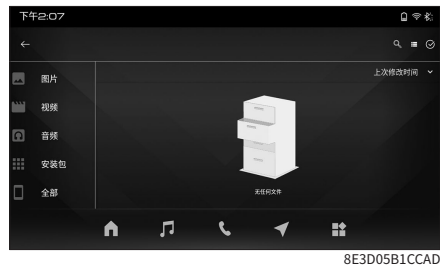 下午2:07
上次修改时间
图片
视频
音频
安装包
全部
无任何文件
8E3D05B1CCAD